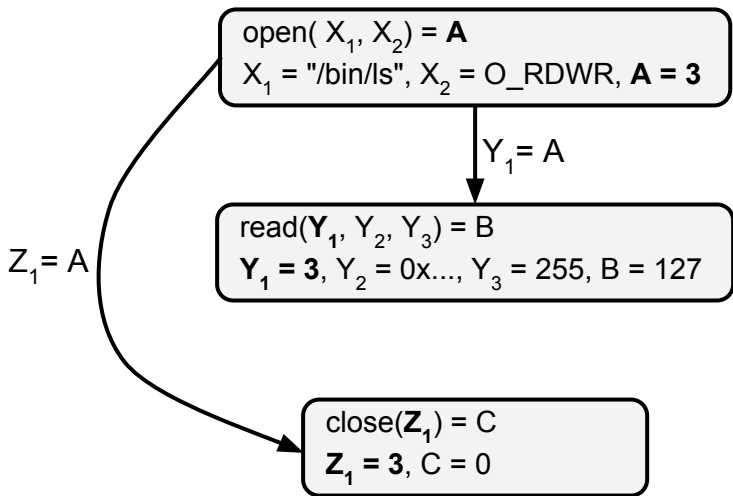 open( X₁, X₂) = A
X₁ = "/bin/ls", X₂ = O_RDWR, A = 3
Y₁= A
read(Y₁, Y₂, Y₃) = B
Y₁ = 3, Y₂ = 0x..., Y₃ = 255, B = 127
Z₁= A
close(Z₁) = C
Z₁ = 3, C = 0